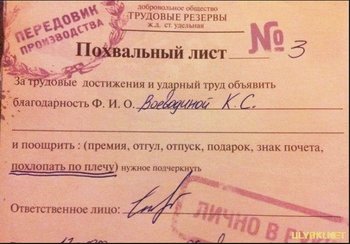 добровольное общество
ТРУДОВЫЕ РЕЗЕРВЫ
ж.д. ст. удельная
ПЕРЕДОВИК
ПРОИЗВОДСТВА
Похвальный лист № 3
За трудовые достижения и ударный труд объявить
благодарность Ф. И. О Воеводиной К. С.
и поощрить : (премия, отгул, отпуск, подарок, знак почета,
похлопать по плечу) нужное подчеркнуть
Ответственное лицо:
ЛИЧНО В